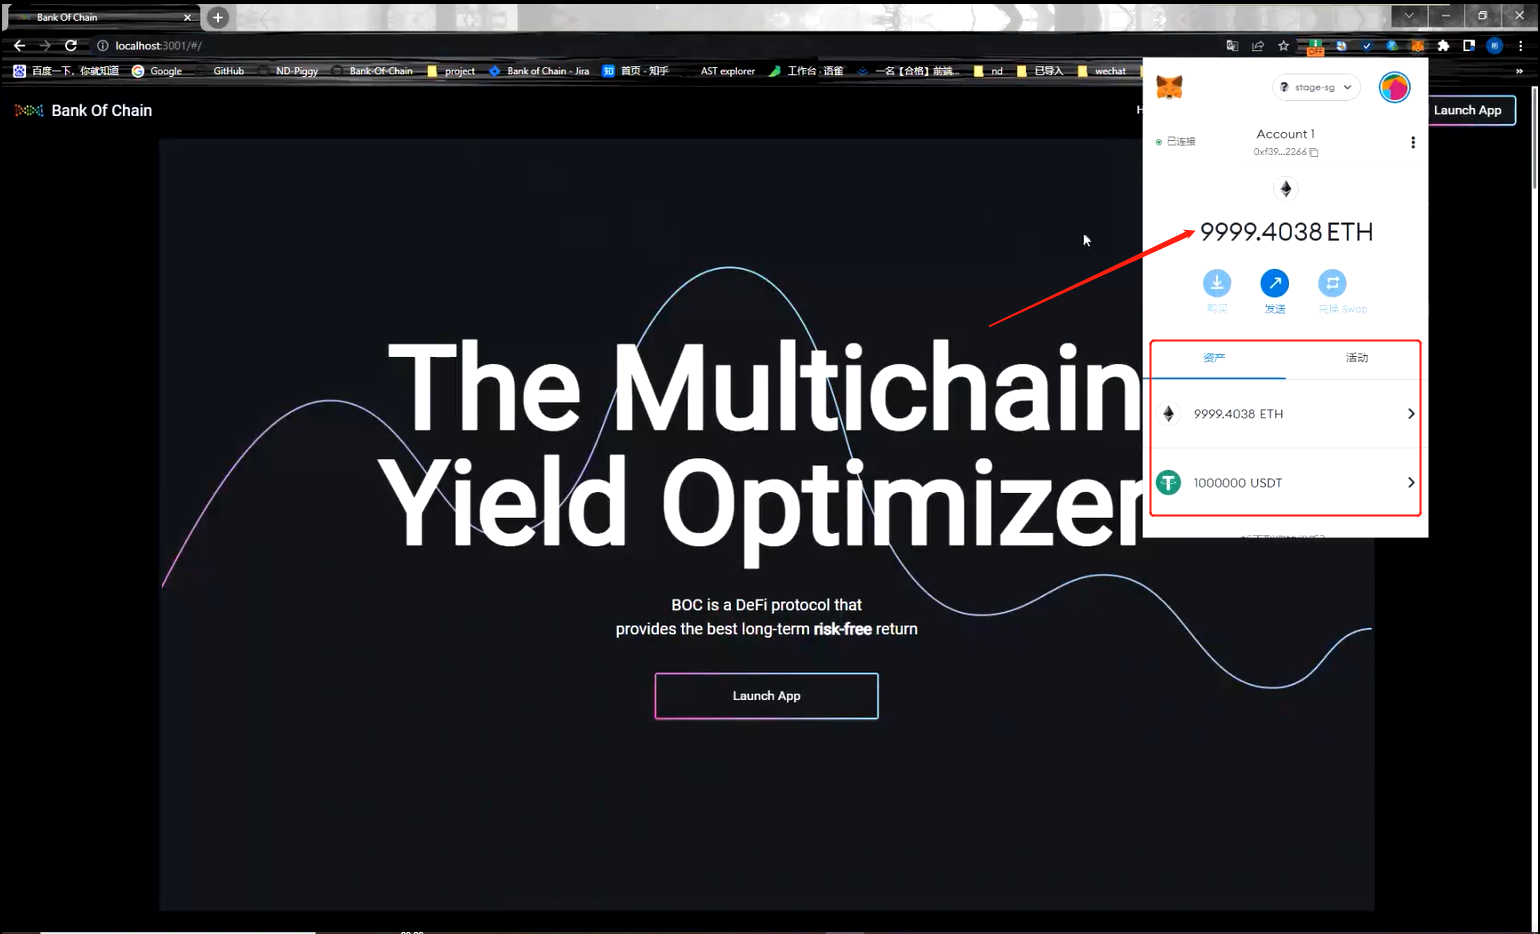 Bank Of Chain
localhost:3001/#/
百度一下，你就知道 Google GitHub ND-Piggy Bank-Of-Chain project Bank of Chain - Jira 首页 - 知乎 AST explorer 工作台 · 语雀 一名【合格】前端... nd 已导入 wechat »
Bank Of Chain
H
Launch App
stage-sg
已连接
Account 1
0xf39...2266
9999.4038 ETH
购买 发送 兑换 Swap
资产 活动
9999.4038 ETH
1000000 USDT
The Multichain
Yield Optimizer
BOC is a DeFi protocol that
provides the best long-term risk-free return
Launch App